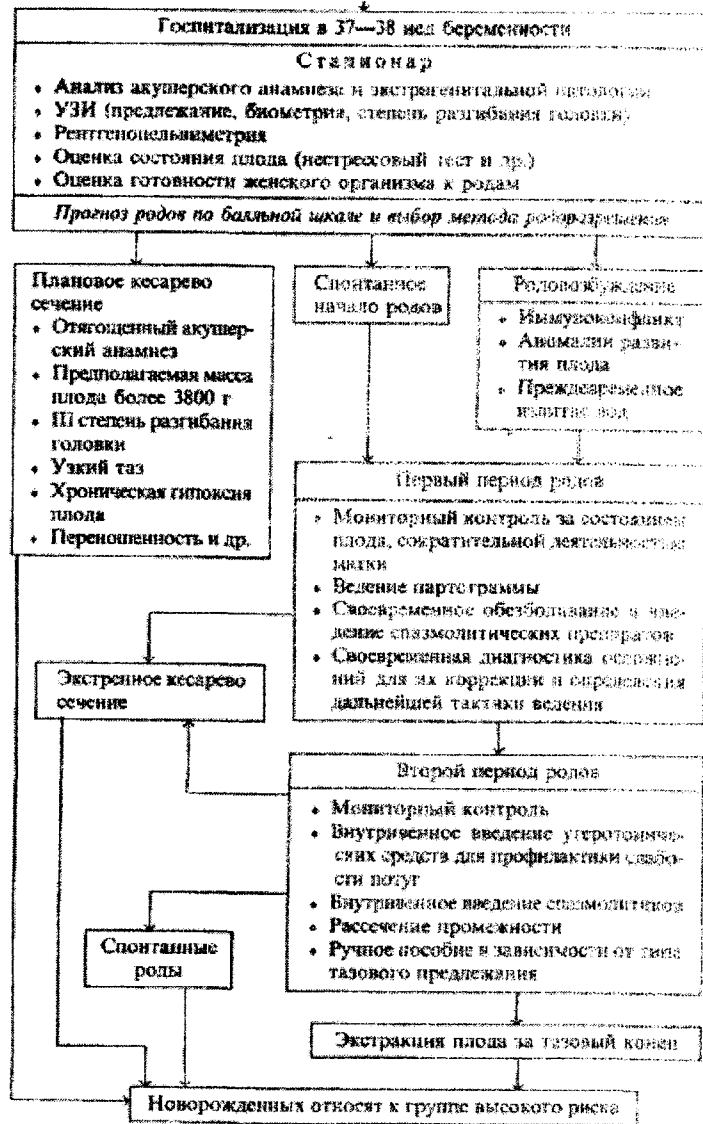 Госпитализация в 37—38 нед беременности
Стационар
• Анализ акушерского анамнеза и экстрагенитальной патологии
• УЗИ (предлежание, биометрия, степень разгибания головки)
• Рентгенопельвиметрия
• Оценка состояния плода (нестрессовый тест и др.)
• Оценка готовности женского организма к родам
Прогноз родов по балльной шкале и выбор метода родоразрешения
Плановое кесарево
сечение
• Отягощенный акушер-
ский анамнез
• Предполагаемая масса
плода более 3800 г
• III степень разгибания
головки
• Узкий таз
• Хроническая гипоксия
плода
• Переношенность и др.
Спонтанное
начало родов
Родовозбуждение
• Иммуноконфликт
• Аномалии разви-
тия плода
• Преждевременное
излитие вод
Первый период родов
• Мониторный контроль за состоянием
плода, сократительной деятельностью
матки
• Ведение партограммы
• Своевременное обезболивание и вве-
дение спазмолитических препаратов
• Своевременная диагностика осложне-
ний для их коррекции и определения
дальнейшей тактики ведения
Экстренное кесарево
сечение
Второй период родов
• Мониторный контроль
• Внутривенное введение утеротониче-
ских средств для профилактики слабо-
сти потуг
• Внутривенное введение спазмолитиков
• Рассечение промежности
• Ручное пособие в зависимости от типа
тазового предлежания
Спонтанные
роды
Экстракция плода за тазовый конец
Новорожденных относят к группе высокого риска